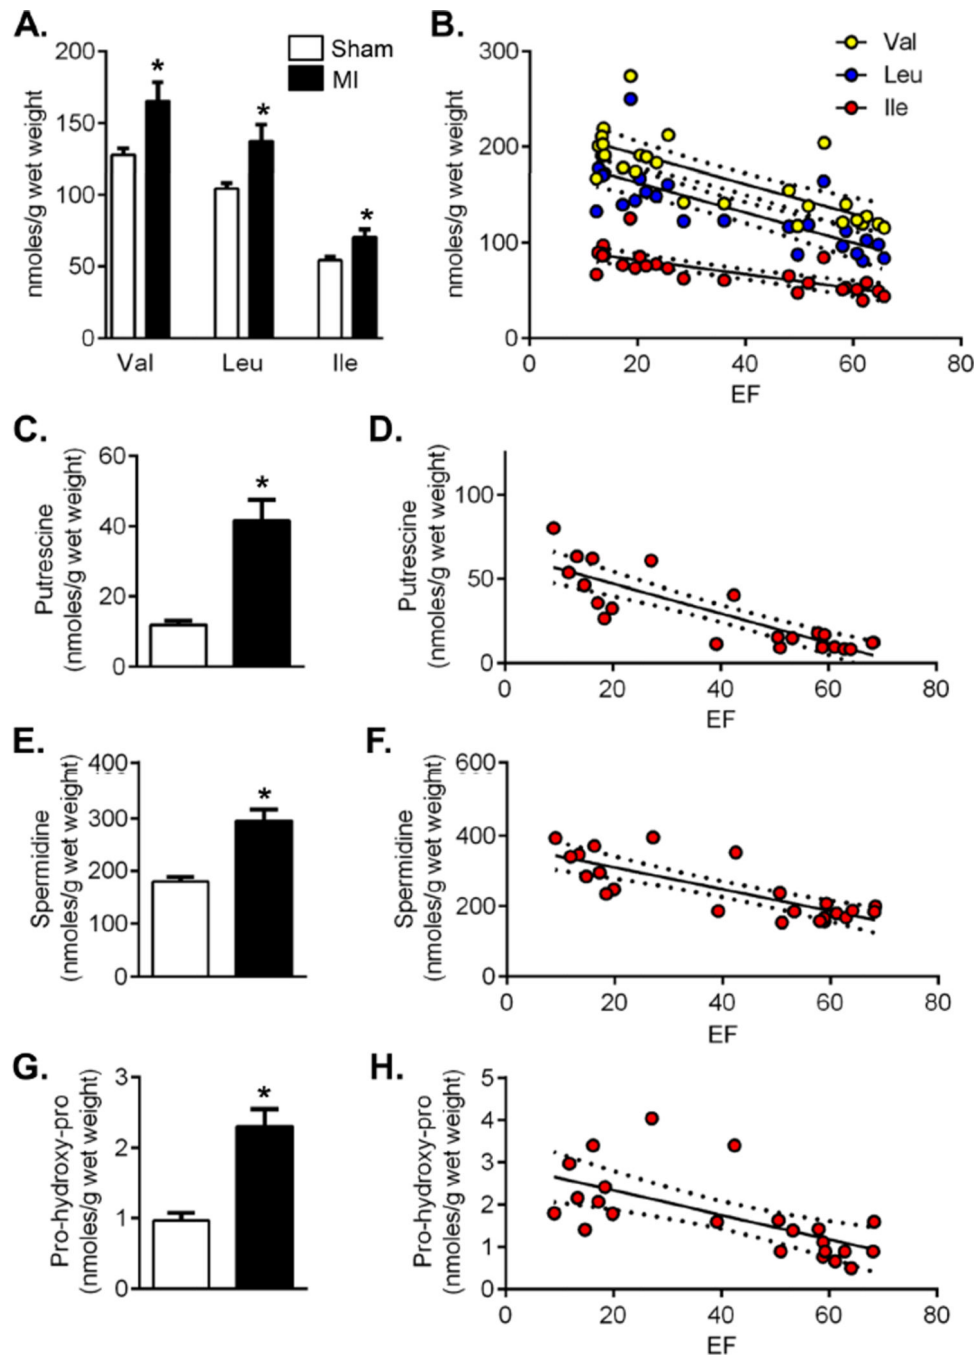 A.
nmoles/g wet weight
200
150
100
50
0
Sham
MI
*
*
*
Val Leu Ile
B.
nmoles/g wet weight
300
200
100
0
Val
Leu
Ile
0 20 40 60 80
EF
C.
Putrescine
(nmoles/g wet weight)
60
40
20
0
*
D.
Putrescine
(nmoles/g wet weight)
100
50
0
0 20 40 60 80
EF
E.
Spermidine
(nmoles/g wet weight)
400
300
200
100
0
*
F.
Spermidine
(nmoles/g wet weight)
600
400
200
0
0 20 40 60 80
EF
G.
Pro-hydroxy-pro
(nmoles/g wet weight)
3
2
1
0
*
H.
Pro-hydroxy-pro
(nmoles/g wet weight)
5
4
3
2
1
0
0 20 40 60 80
EF